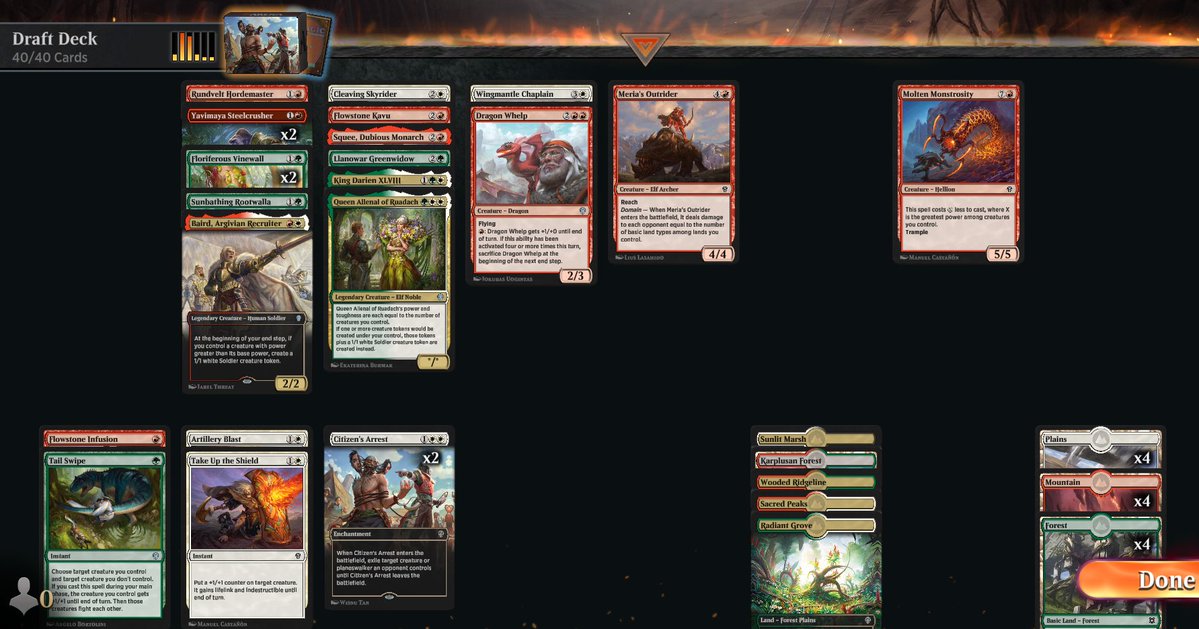 Draft Deck
40/40 Cards
Rundvelt Hordemaster
Yavimaya Steelcrusher
x2
Floriferous Vinewall
x2
Sunbathing Rootwalla
Baird, Argivian Recruiter
Legendary Creature – Human Soldier
At the beginning of your end step, if
you control a creature with power
greater than its base power, create a
1/1 white Soldier creature token.
2/2
Cleaving Skyrider
Flowstone Kavu
Squee, Dubious Monarch
Llanowar Greenwidow
King Darien XLVIII
Queen Allenal of Ruadach
Legendary Creature – Elf Noble
Queen Allenal of Ruadach's power and
toughness are each equal to the number of
creatures you control.
If one or more creature tokens would be
created under your control, those tokens
plus a 1/1 white Soldier creature token are
created instead.
*/*
Wingmantle Chaplain
Dragon Whelp
Creature – Dragon
Flying
: Dragon Whelp gets +1/+0 until end
of turn. If this ability has been
activated four or more times this turn,
sacrifice Dragon Whelp at the
beginning of the next end step.
2/3
Meria's Outrider
Creature – Elf Archer
Reach
Domain — When Meria's Outrider
enters the battlefield, it deals damage
to each opponent equal to the number
of basic land types among lands you
control.
4/4
Molten Monstrosity
Creature – Hellion
This spell costs X less to cast, where X
is the greatest power among creatures
you control.
Trample
5/5
Flowstone Infusion
Tail Swipe
Instant
Choose target creature you control
and target creature you don't control.
If you cast this spell during your main
phase, the creature you control gets
+1/+1 until end of turn. Then those
creatures fight each other.
0
Artillery Blast
Take Up the Shield
Instant
Put a +1/+1 counter on target creature.
It gains lifelink and indestructible until
end of turn.
Citizen's Arrest
x2
Enchantment
When Citizen's Arrest enters the
battlefield, exile target creature or
planeswalker an opponent controls
until Citizen's Arrest leaves the
battlefield.
Sunlit Marsh
Karplusan Forest
Wooded Ridgeline
Sacred Peaks
Radiant Grove
Land – Forest Plains
Plains
x4
Mountain
x4
Forest
x4
Basic Land – Forest
Done